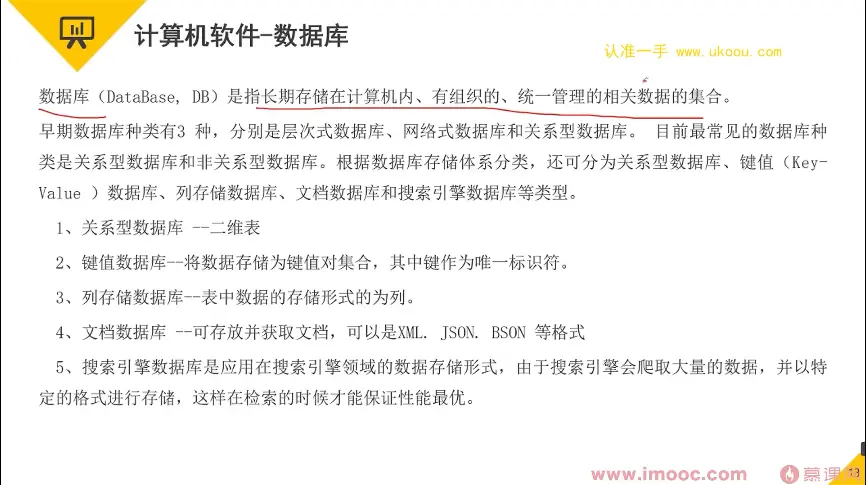 计算机软件-数据库
认准一手 www.ukoou.com
数据库（DataBase, DB）是指长期存储在计算机内、有组织的、统一管理的相关数据的集合。
早期数据库种类有3 种，分别是层次式数据库、网络式数据库和关系型数据库。 目前最常见的数据库种
类是关系型数据库和非关系型数据库。根据数据库存储体系分类，还可分为关系型数据库、键值（Key-
Value ）数据库、列存储数据库、文档数据库和搜索引擎数据库等类型。
1、关系型数据库 --二维表
2、键值数据库--将数据存储为键值对集合，其中键作为唯一标识符。
3、列存储数据库--表中数据的存储形式的为列。
4、文档数据库 --可存放并获取文档，可以是XML. JSON. BSON 等格式
5、搜索引擎数据库是应用在搜索引擎领域的数据存储形式，由于搜索引擎会爬取大量的数据，并以特
定的格式进行存储，这样在检索的时候才能保证性能最优。
www.imooc.com 慕课
13